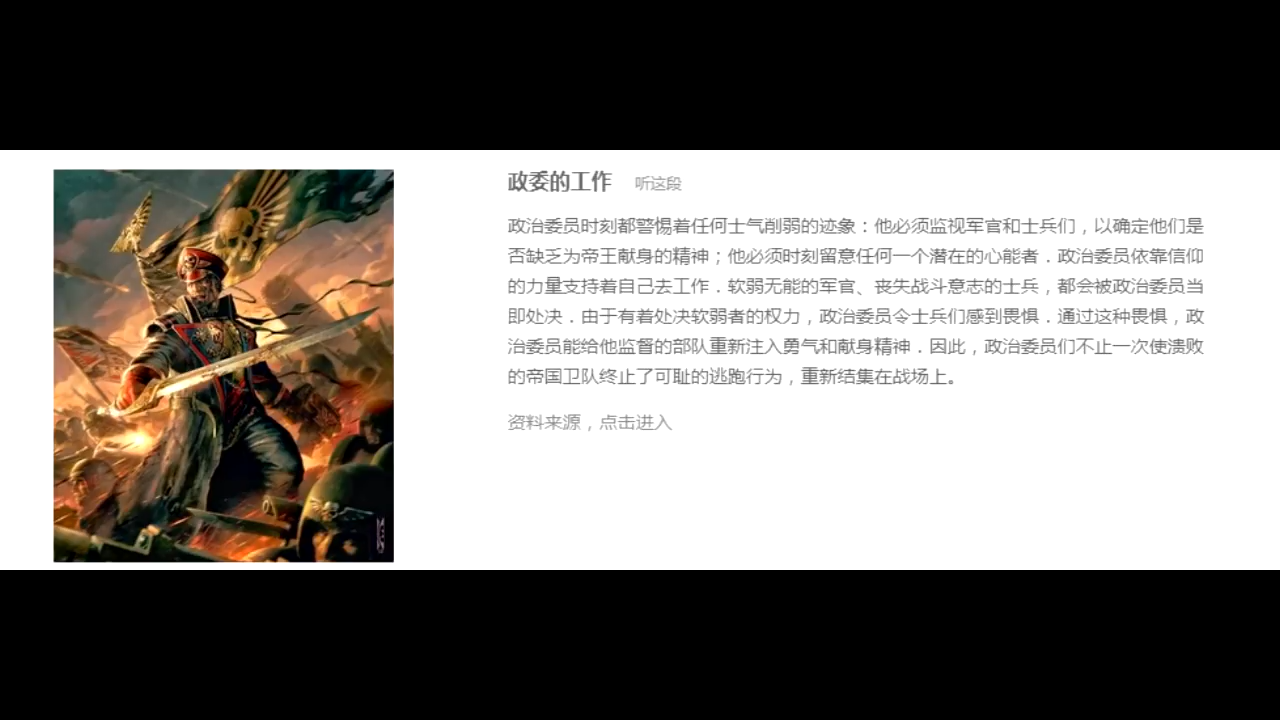 政委的工作 听这段
政治委员时刻都警惕着任何士气削弱的迹象：他必须监视军官和士兵们，以确定他们是
否缺乏为帝王献身的精神；他必须时刻留意任何一个潜在的心能者．政治委员依靠信仰
的力量支持着自己去工作．软弱无能的军官、丧失战斗意志的士兵，都会被政治委员当
即处决．由于有着处决软弱者的权力，政治委员令士兵们感到畏惧．通过这种畏惧，政
治委员能给他监督的部队重新注入勇气和献身精神．因此，政治委员们不止一次使溃败
的帝国卫队终止了可耻的逃跑行为，重新结集在战场上。
资料来源，点击进入